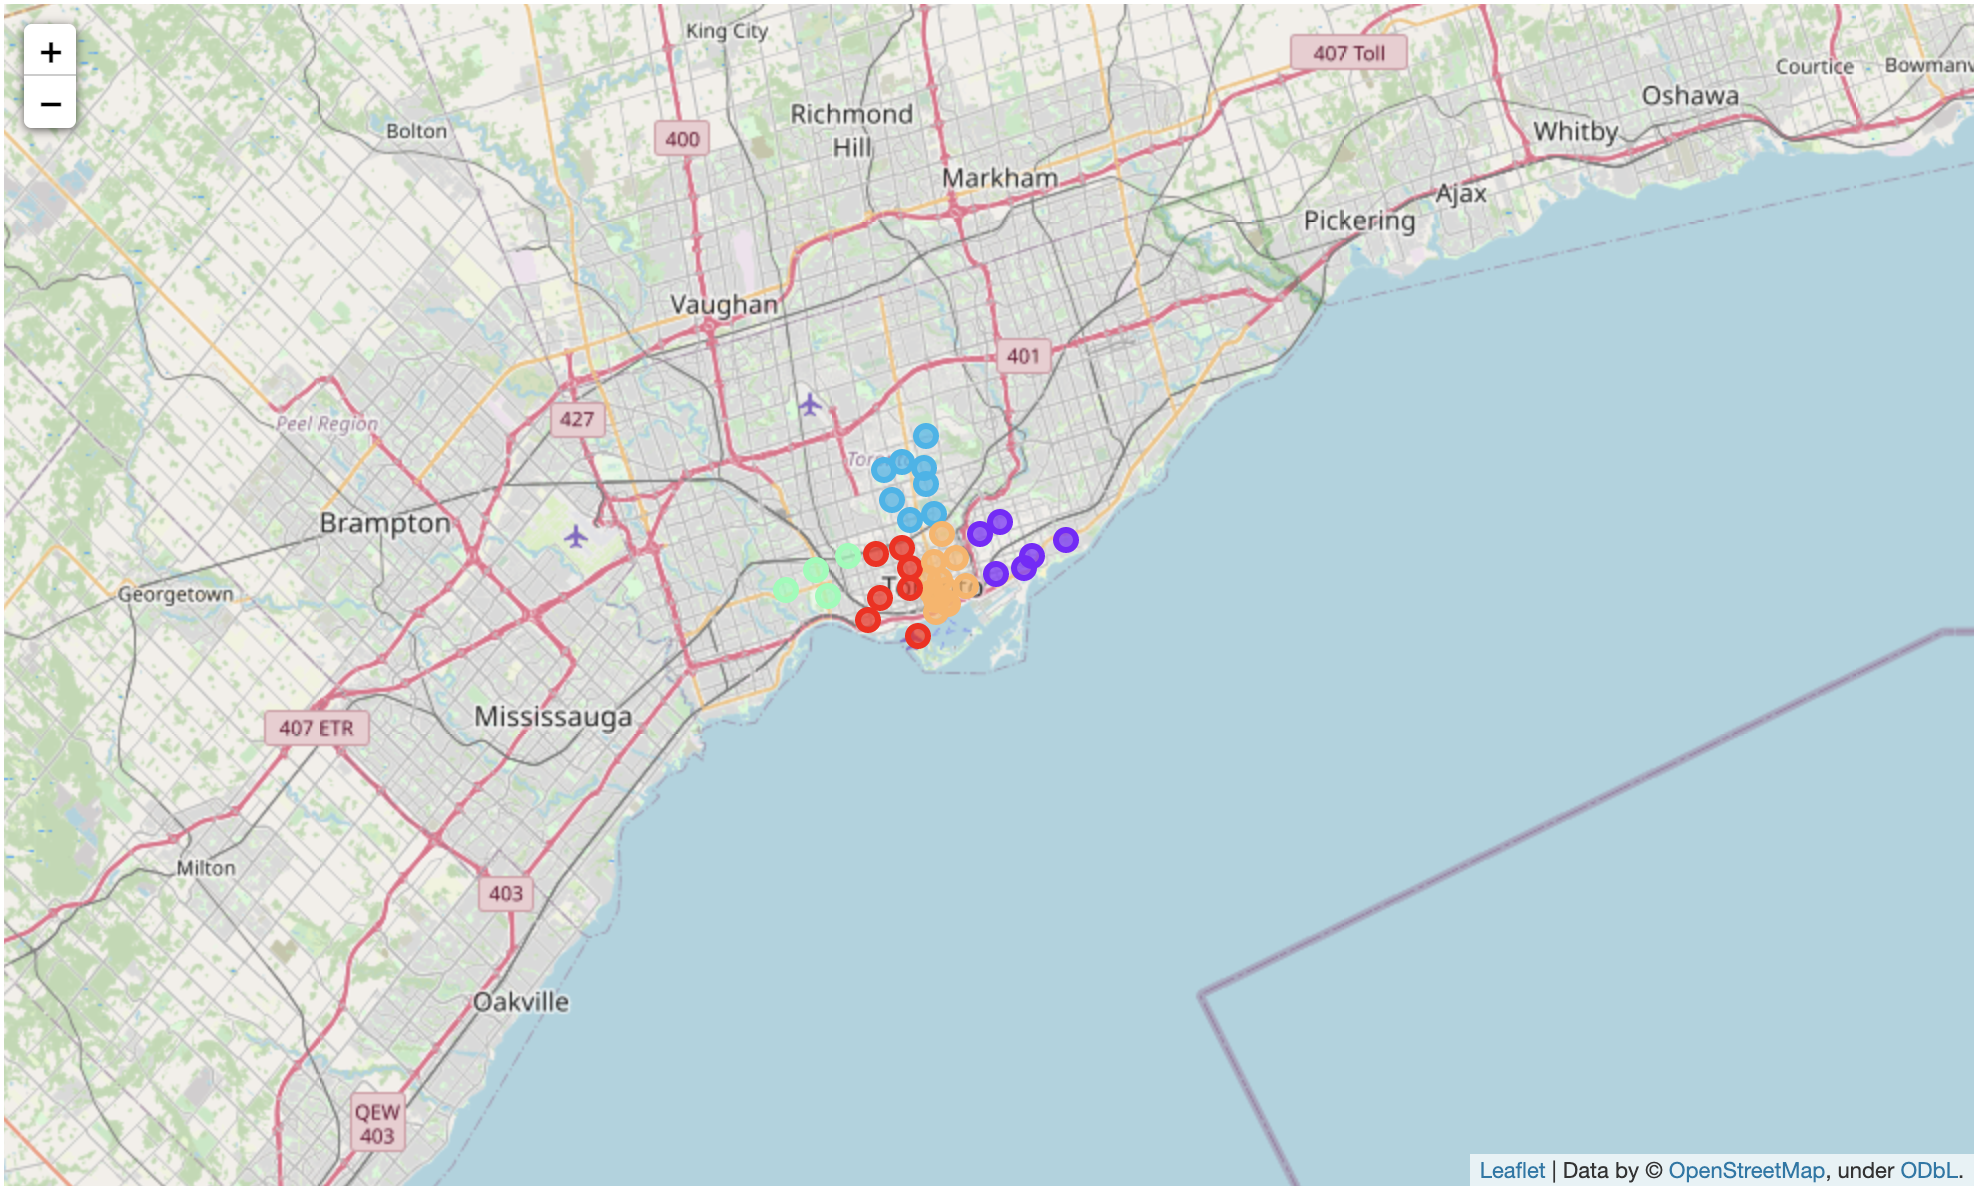 +
−
King City
407 Toll
Courtice
Bowmanv
Oshawa
Richmond
Hill
Bolton
400
Whitby
Markham
Ajax
Pickering
Vaughan
401
427
Peel Region
Brampton
Georgetown
Mississauga
407 ETR
Milton
403
Oakville
QEW
403
Leaflet | Data by © OpenStreetMap, under ODbL.